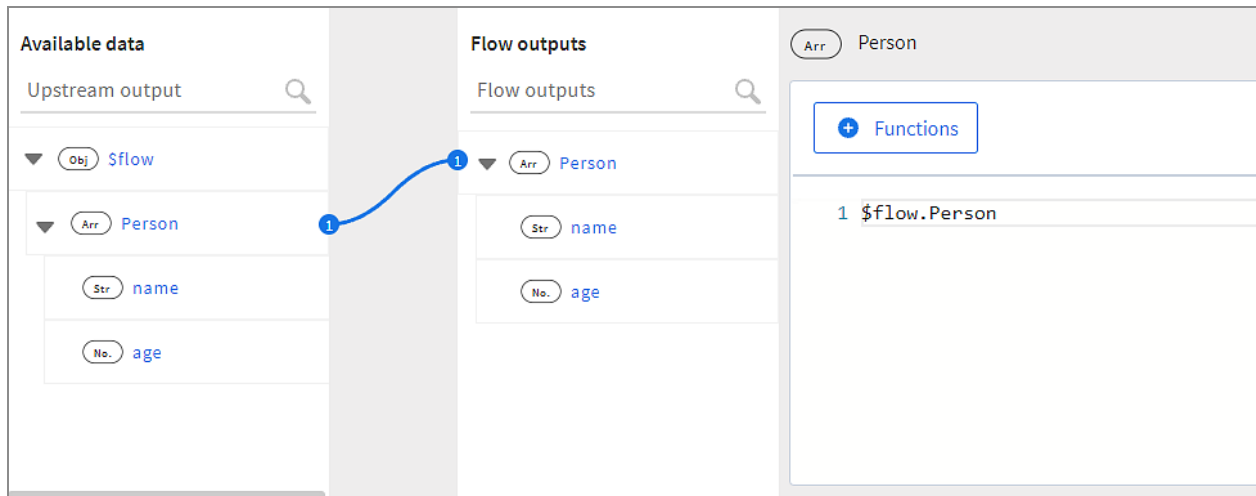 Available data
Upstream output
Obj $flow
Arr Person 1
Str name
No. age
Flow outputs
Flow outputs
1 Arr Person
Str name
No. age
Arr Person
Functions
1 $flow.Person